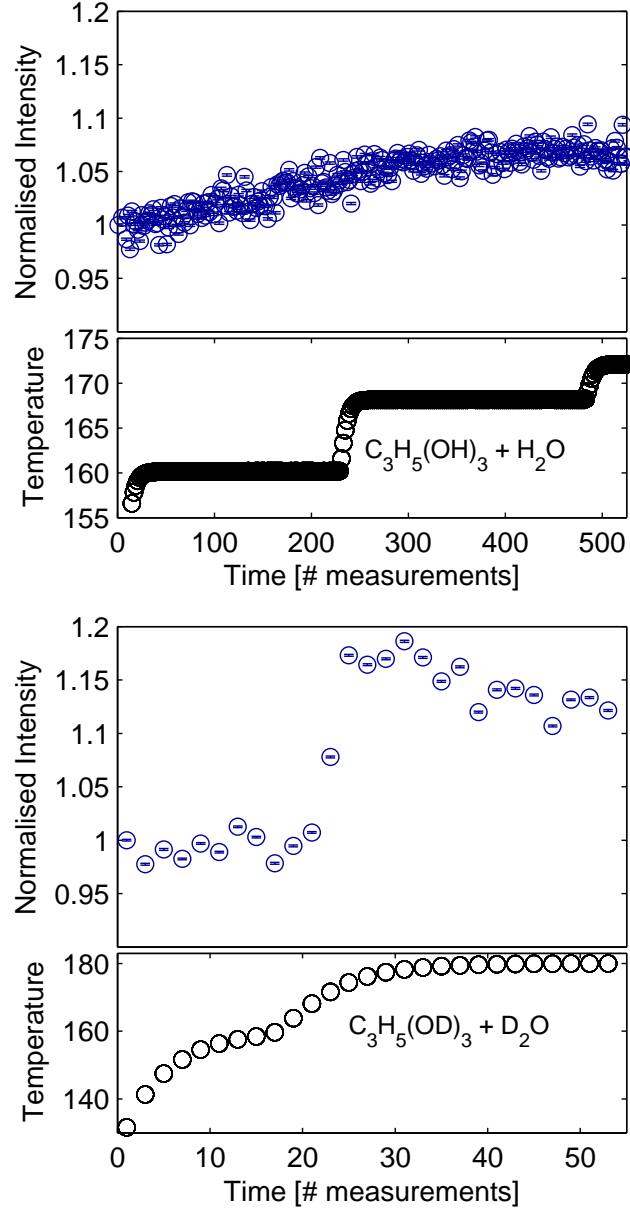 1.2
1.15
1.1
1.05
1
0.95
Normalised Intensity
175
170
165
160
155
Temperature
C3H5(OH)3 + H2O
0 100 200 300 400 500
Time [# measurements]
1.2
1.15
1.1
1.05
1
0.95
Normalised Intensity
180
160
140
Temperature
C3H5(OD)3 + D2O
0 10 20 30 40 50
Time [# measurements]